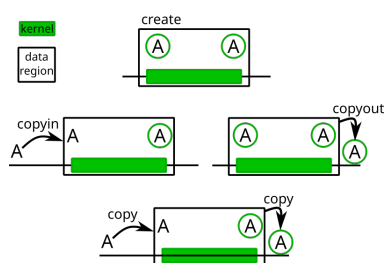 create
kernel
data
region
A A
copyin
A A A
copyout
A A A
copy copy
A A A A